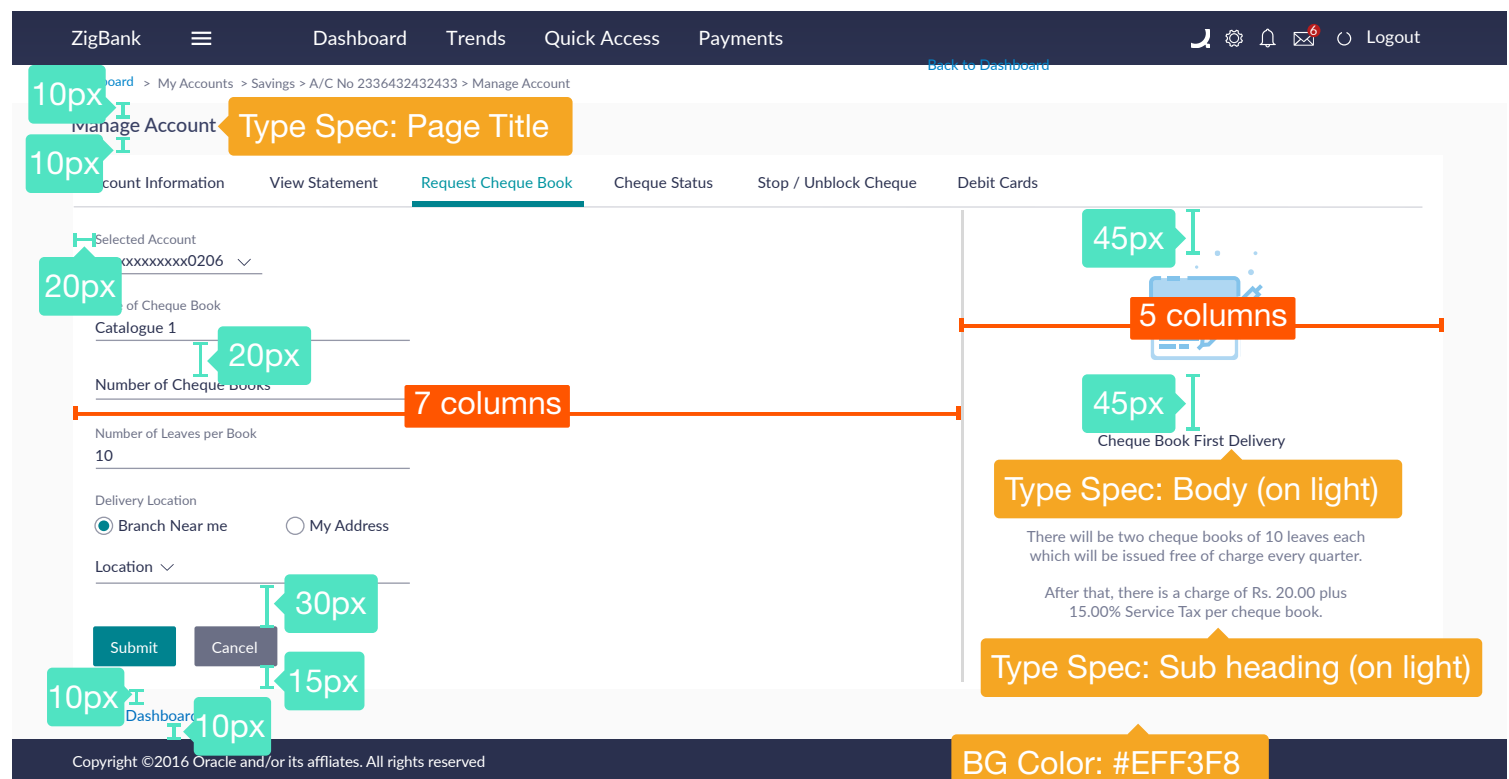 ZigBank Dashboard Trends Quick Access Payments 6 Logout
Back to Dashboard
> My Accounts > Savings > A/C No 2336432432433 > Manage Account
10px
Manage Account
Type Spec: Page Title
10px
Account Information View Statement Request Cheque Book Cheque Status Stop / Unblock Cheque Debit Cards
Selected Account
xxxxxxxxxx0206
20px
of Cheque Book
Catalogue 1
20px
Number of Cheque Books
7 columns
Number of Leaves per Book
10
Delivery Location
Branch Near me My Address
Location
30px
Submit Cancel
15px
10px
Dashboard
10px
45px
5 columns
45px
Cheque Book First Delivery
Type Spec: Body (on light)
There will be two cheque books of 10 leaves each
which will be issued free of charge every quarter.
After that, there is a charge of Rs. 20.00 plus
15.00% Service Tax per cheque book.
Type Spec: Sub heading (on light)
BG Color: #EFF3F8
Copyright ©2016 Oracle and/or its affliates. All rights reserved